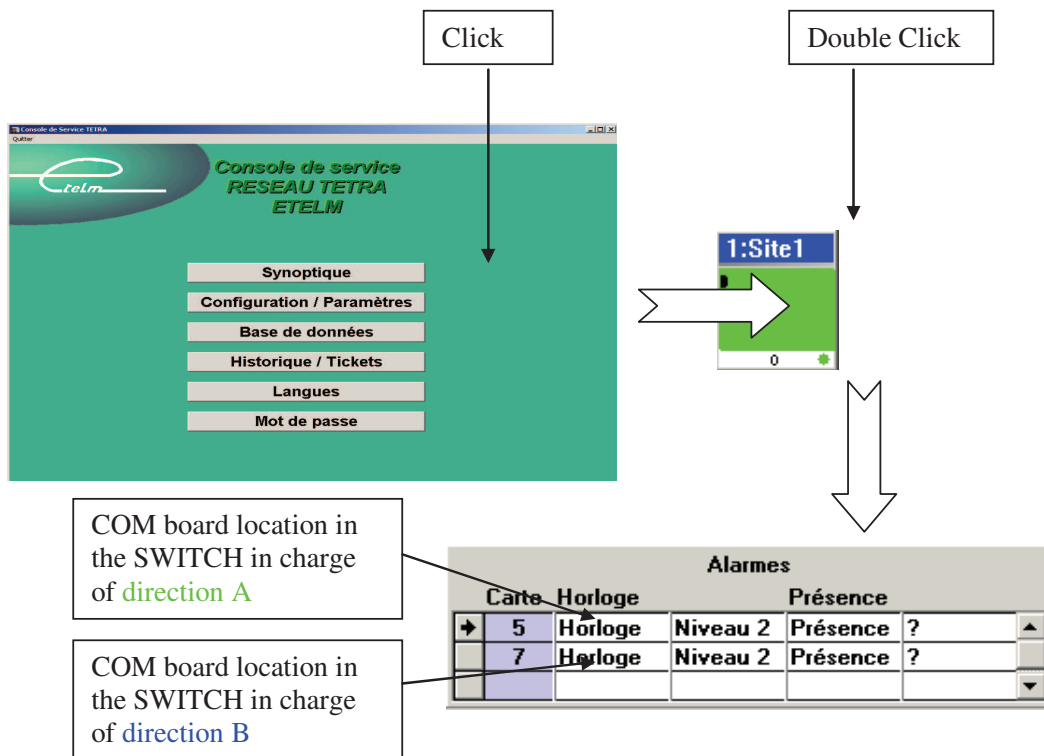 Click
Double Click
Console de Service TETRA
Quitter
etelm
Console de service
RESEAU TETRA
ETELM
Synoptique
Configuration / Paramètres
Base de données
Historique / Tickets
Langues
Mot de passe
1:Site1
0
COM board location in
the SWITCH in charge
of direction A
COM board location in
the SWITCH in charge
of direction B
Alarmes
Carte Horloge Présence
5 Horloge Niveau 2 Présence ?
7 Horloge Niveau 2 Présence ?